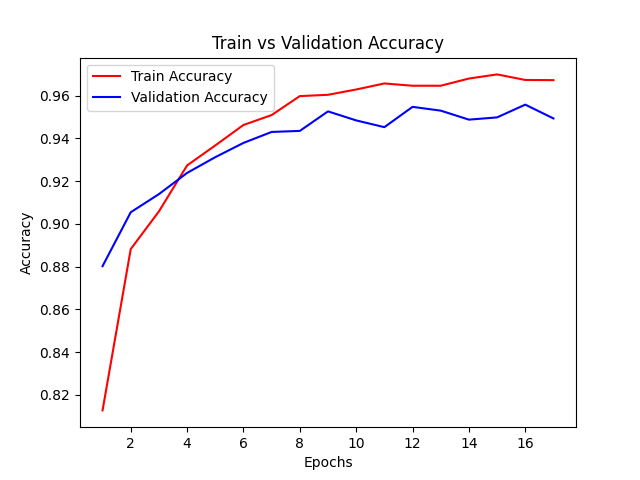 Train vs Validation Accuracy
Train Accuracy
Validation Accuracy
0.96
0.94
0.92
0.90
0.88
0.86
0.84
0.82
Accuracy
2 4 6 8 10 12 14 16
Epochs